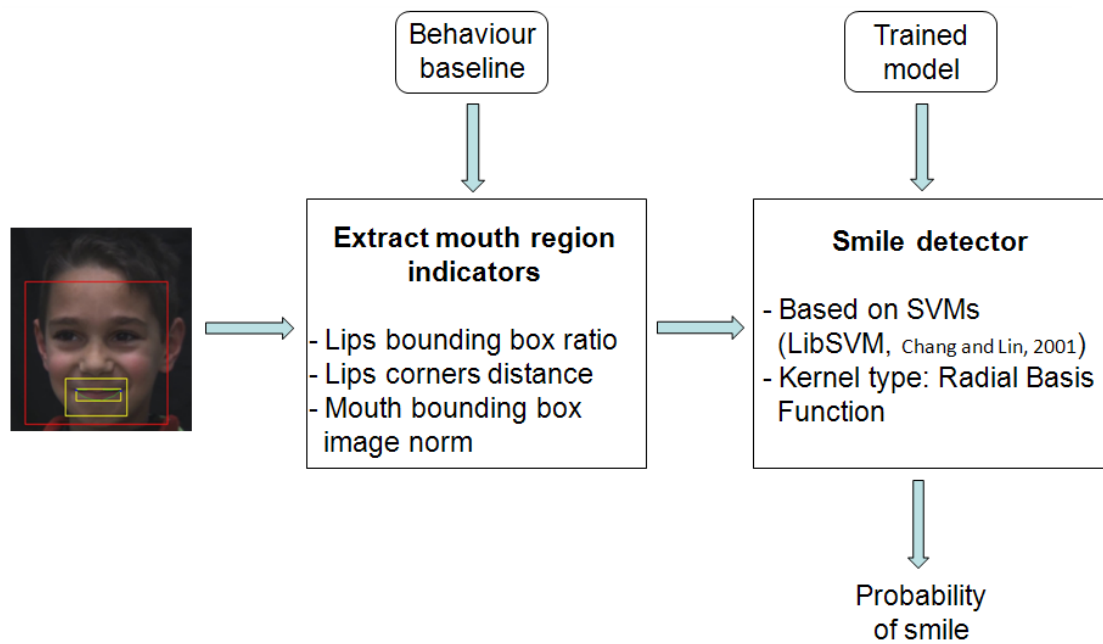 Behaviour
baseline
Trained
model
Extract mouth region
indicators
- Lips bounding box ratio
- Lips corners distance
- Mouth bounding box
image norm
Smile detector
- Based on SVMs
(LibSVM, Chang and Lin, 2001)
- Kernel type: Radial Basis
Function
Probability
of smile